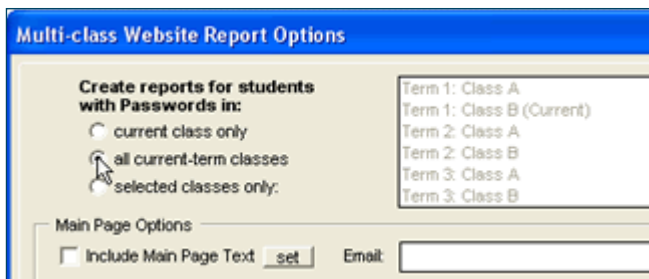 Multi-class Website Report Options
Create reports for students
with Passwords in:
current class only
all current-term classes
selected classes only:
Term 1: Class A
Term 1: Class B (Current)
Term 2: Class A
Term 2: Class B
Term 3: Class A
Term 3: Class B
Main Page Options
Include Main Page Text set Email: